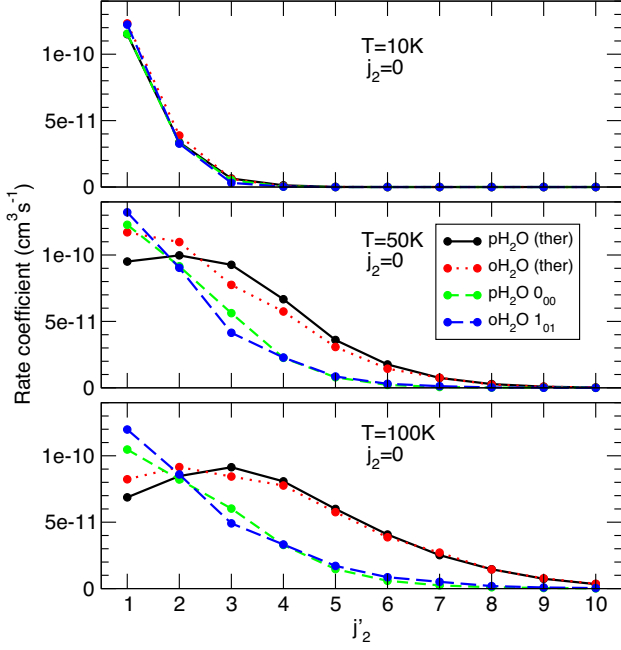 1e-10
5e-11
0
T=10K
j₂=0
Rate coefficient (cm³ s⁻¹)
1e-10
5e-11
0
T=50K
j₂=0
pH₂O (ther)
oH₂O (ther)
pH₂O 0₀₀
oH₂O 1₀₁
1e-10
5e-11
0
T=100K
j₂=0
1 2 3 4 5 6 7 8 9 10
j'₂